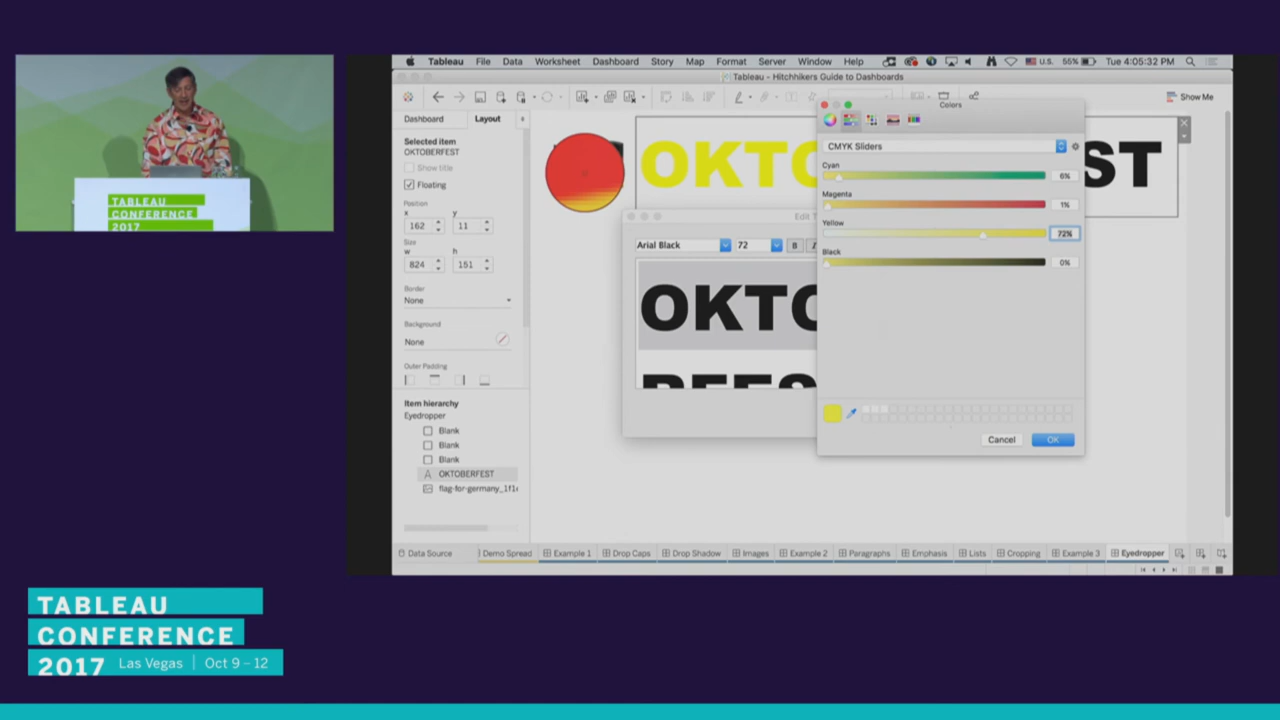 Tableau File Data Worksheet Dashboard Story Map Format Server Window Help U.S. 55% Tue 4:05:32 PM
Tableau - Hitchhikers Guide to Dashboards
Show Me
Dashboard Layout
Selected item
OKTOBERFEST
Show title
Floating
Position
x y
162 11
Size
w h
824 151
Border
None
Background
None
Outer Padding
Item hierarchy
Eyedropper
Blank
Blank
Blank
OKTOBERFEST
flag-for-germany_1f1
OKTO
ST
Edit T
Arial Black 72 B I
OKTO
Colors
CMYK Sliders
Cyan
6%
Magenta
1%
Yellow
72%
Black
0%
Cancel OK
Data Source Demo Spread Example 1 Drop Caps Drop Shadow Images Example 2 Paragraphs Emphasis Lists Cropping Example 3 Eyedropper
TABLEAU
CONFERENCE
2017
TABLEAU
CONFERENCE
2017 Las Vegas | Oct 9 - 12